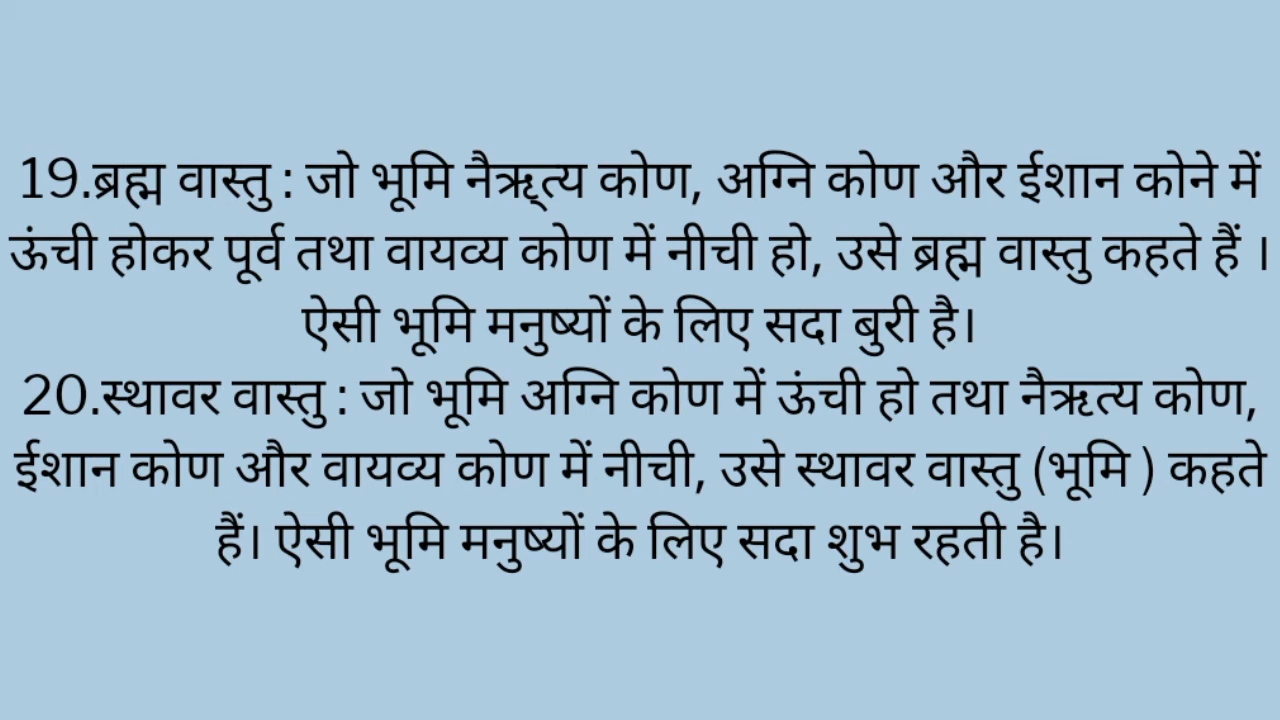 19.ब्रह्म वास्तु : जो भूमि नैऋ्त्य कोण, अग्नि कोण और ईशान कोने में
ऊंची होकर पूर्व तथा वायव्य कोण में नीची हो, उसे ब्रह्म वास्तु कहते हैं ।
ऐसी भूमि मनुष्यों के लिए सदा बुरी है।
20.स्थावर वास्तु : जो भूमि अग्नि कोण में ऊंची हो तथा नैऋत्य कोण,
ईशान कोण और वायव्य कोण में नीची, उसे स्थावर वास्तु (भूमि ) कहते
हैं। ऐसी भूमि मनुष्यों के लिए सदा शुभ रहती है।